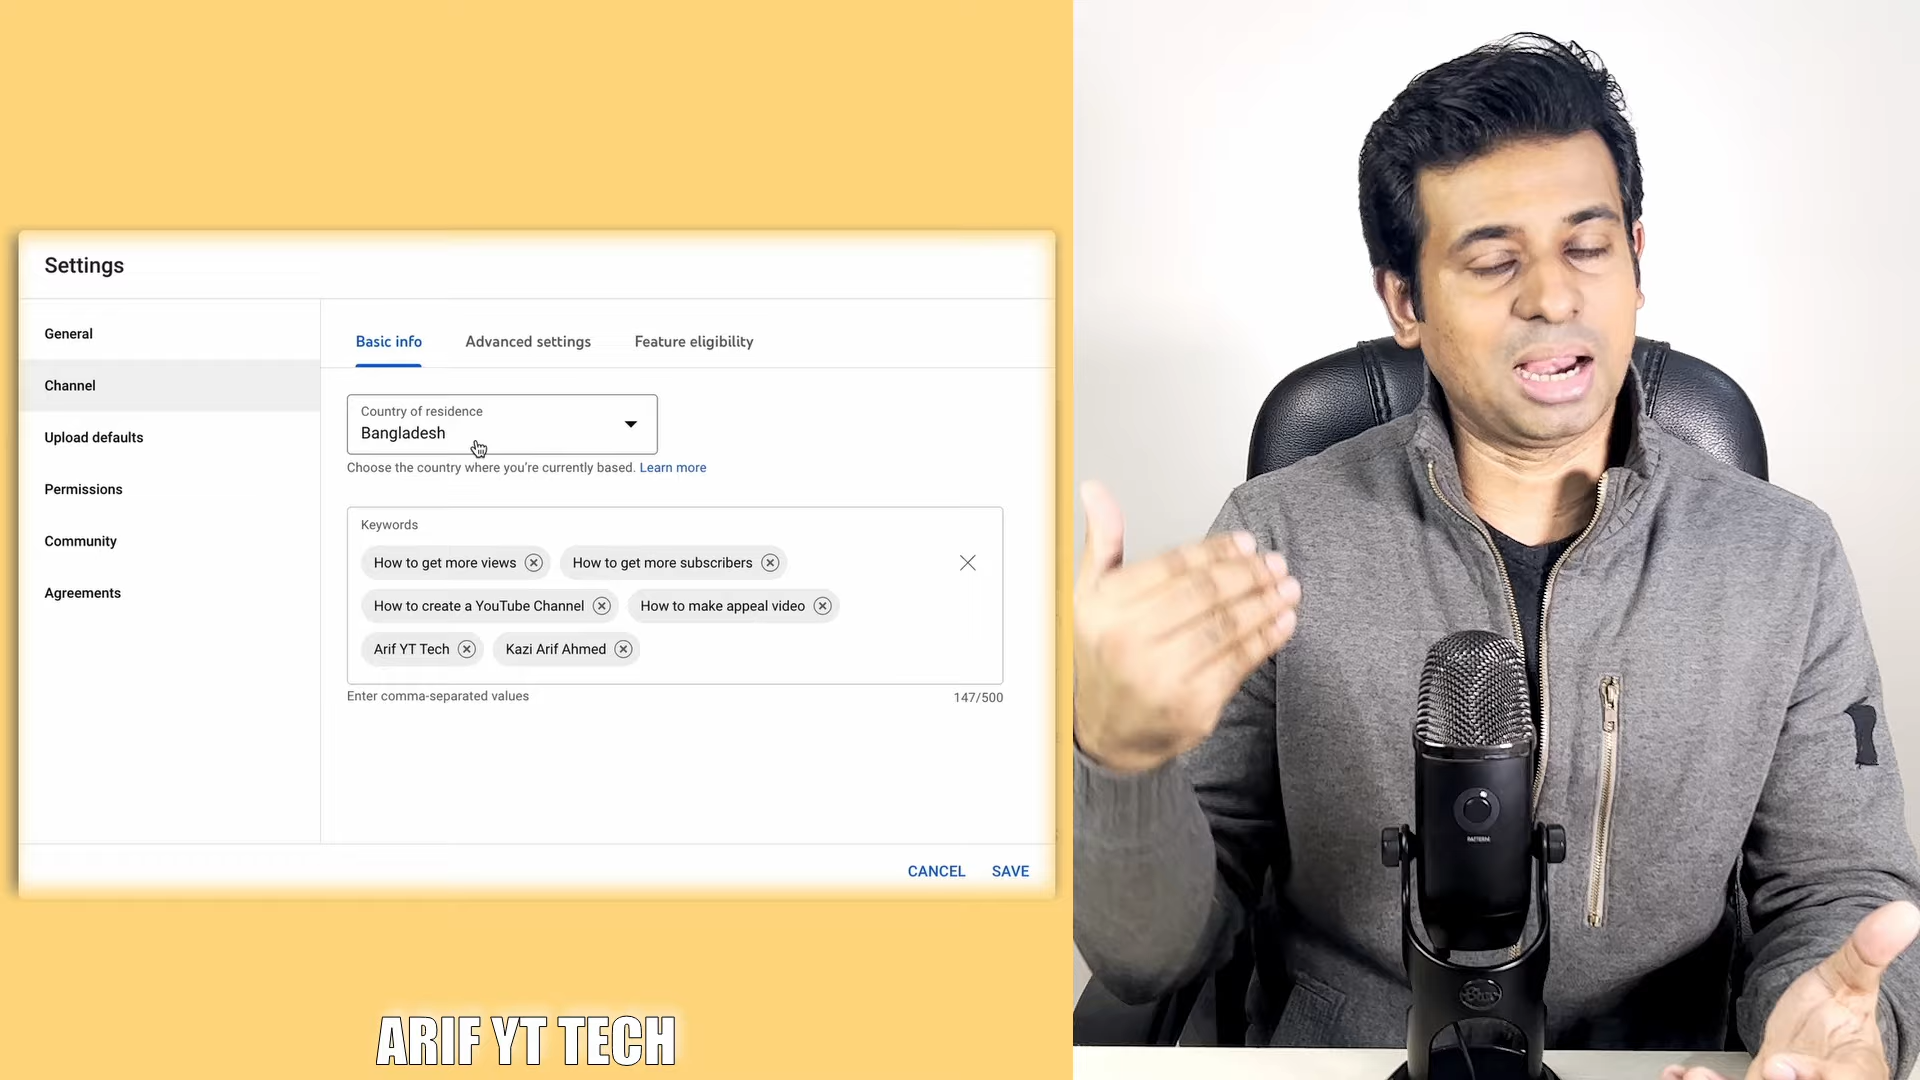 Settings
General
Channel
Upload defaults
Permissions
Community
Agreements
Basic info
Advanced settings
Feature eligibility
Country of residence
Bangladesh
Choose the country where you're currently based. Learn more
Keywords
How to get more views
How to get more subscribers
How to create a YouTube Channel
How to make appeal video
Arif YT Tech
Kazi Arif Ahmed
Enter comma-separated values
147/500
CANCEL
SAVE
ARIF YT TECH
PATTERN
Blue